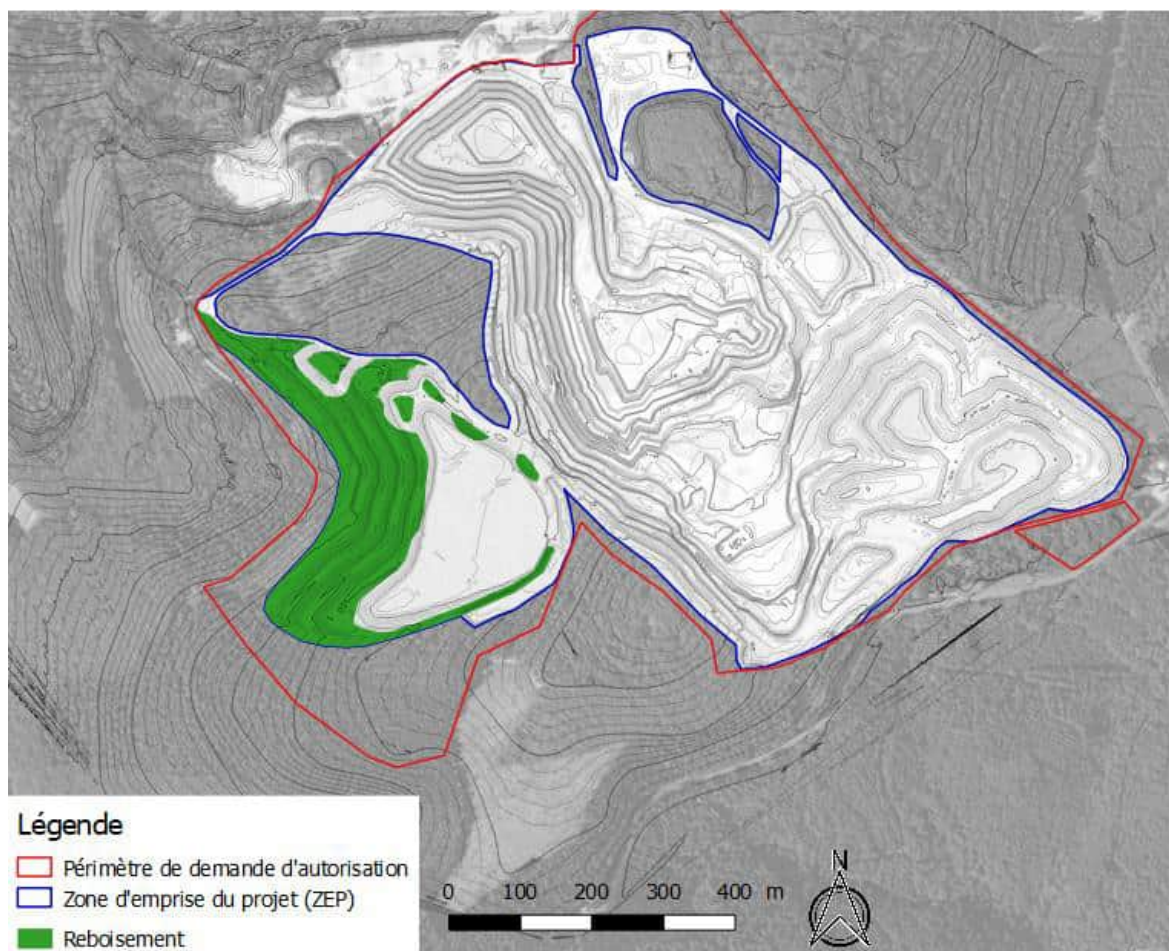 Légende
Périmètre de demande d'autorisation
Zone d'emprise du projet (ZEP)
Reboisement
0 100 200 300 400 m
N